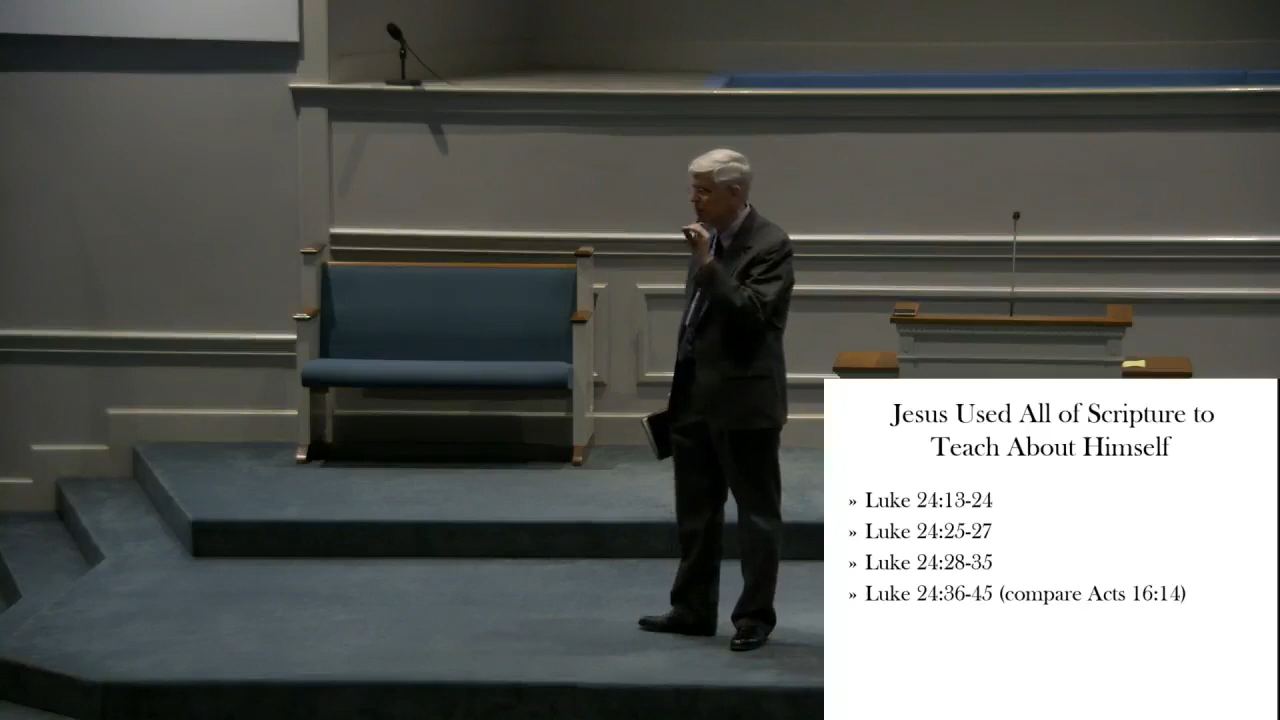 Jesus Used All of Scripture to
Teach About Himself
» Luke 24:13-24
» Luke 24:25-27
» Luke 24:28-35
» Luke 24:36-45 (compare Acts 16:14)